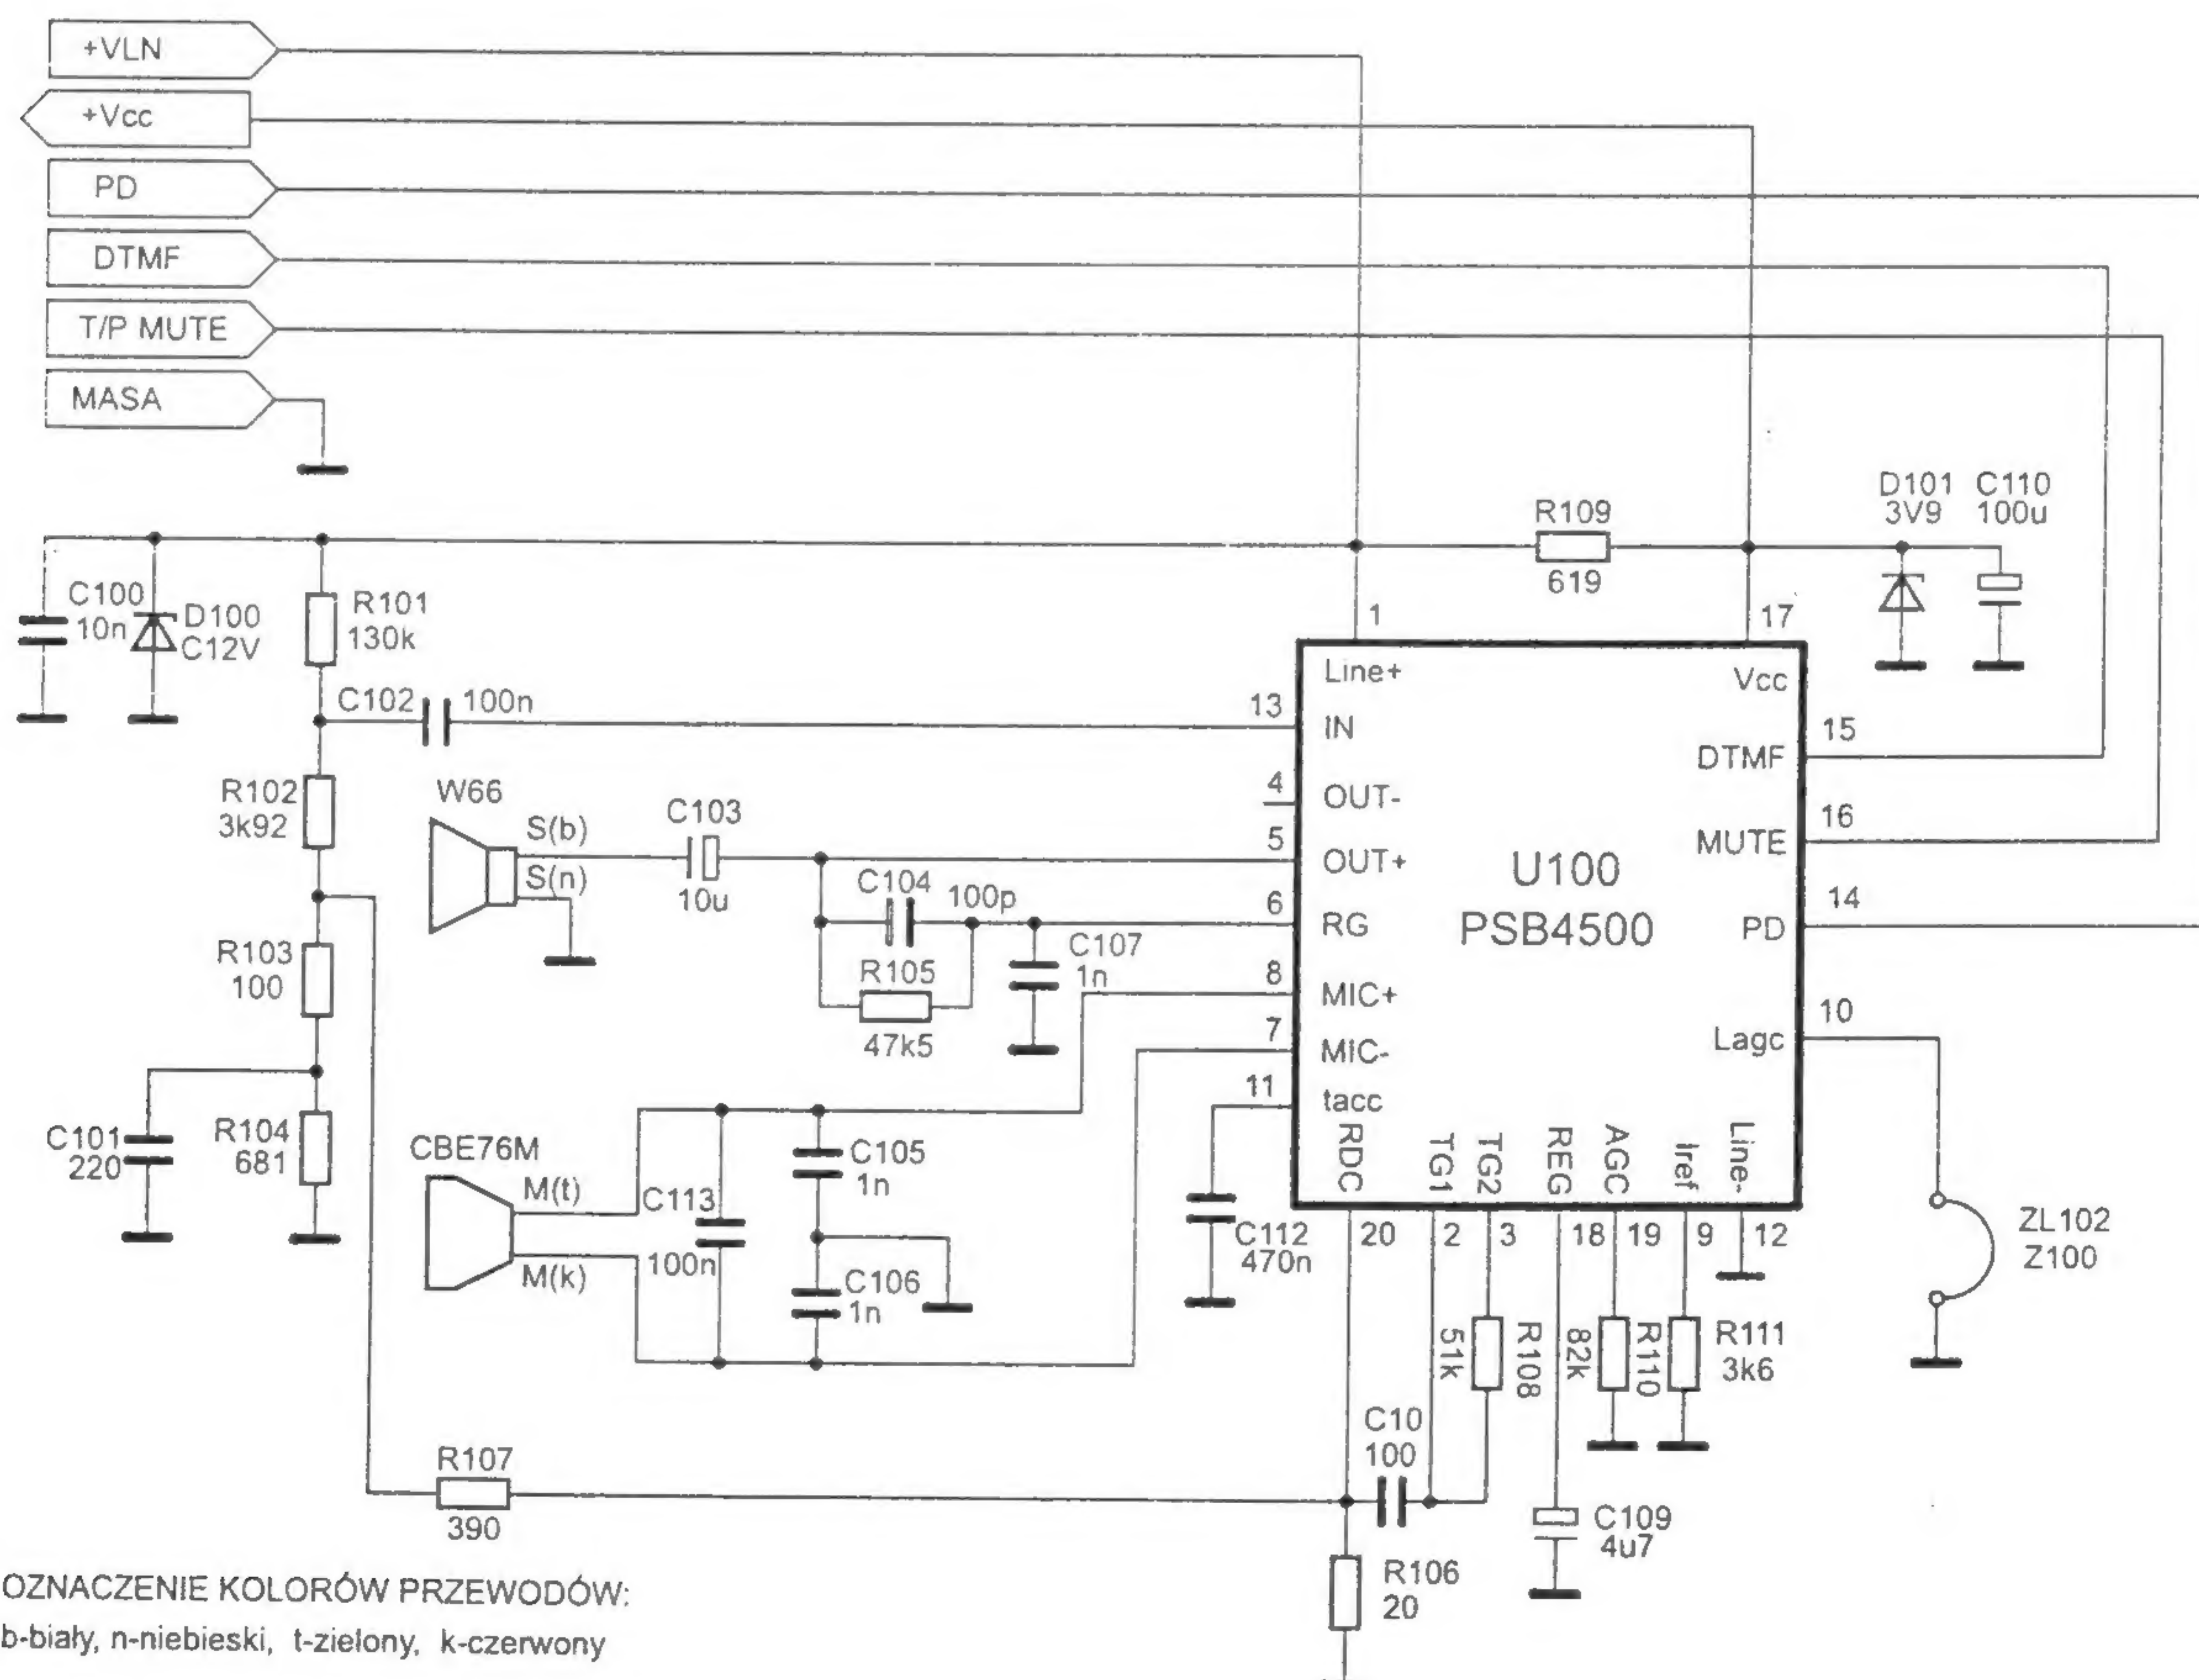 +VLN
+Vcc
PD
DTMF
T/P MUTE
MASA
R109
619
D101
3V9
C110
100u
C100
10n
D100
C12V
R101
130k
1
17
Line+
Vcc
C102
100n
13
IN
15
DTMF
R102
3k92
W66
S(b)
S(n)
C103
10u
4
OUT-
5
OUT+
16
MUTE
U100
PSB4500
C104
100p
6
RG
14
PD
R103
100
R105
47k5
C107
1n
8
MIC+
7
MIC-
10
Lagc
11
tacc
C101
220
R104
681
CBE76M
M(t)
M(k)
C113
100n
C105
1n
C106
1n
C112
470n
RDC
TG1
TG2
REG
AGC
Iref
Line-
20
2
3
18
19
9
12
ZL102
Z100
51k
R108
82k
R110
R111
3k6
R107
390
C10
100
C109
4u7
R106
20
OZNACZENIE KOLORÓW PRZEWODÓW:
b-biały, n-niebieski, t-zielony, k-czerwony